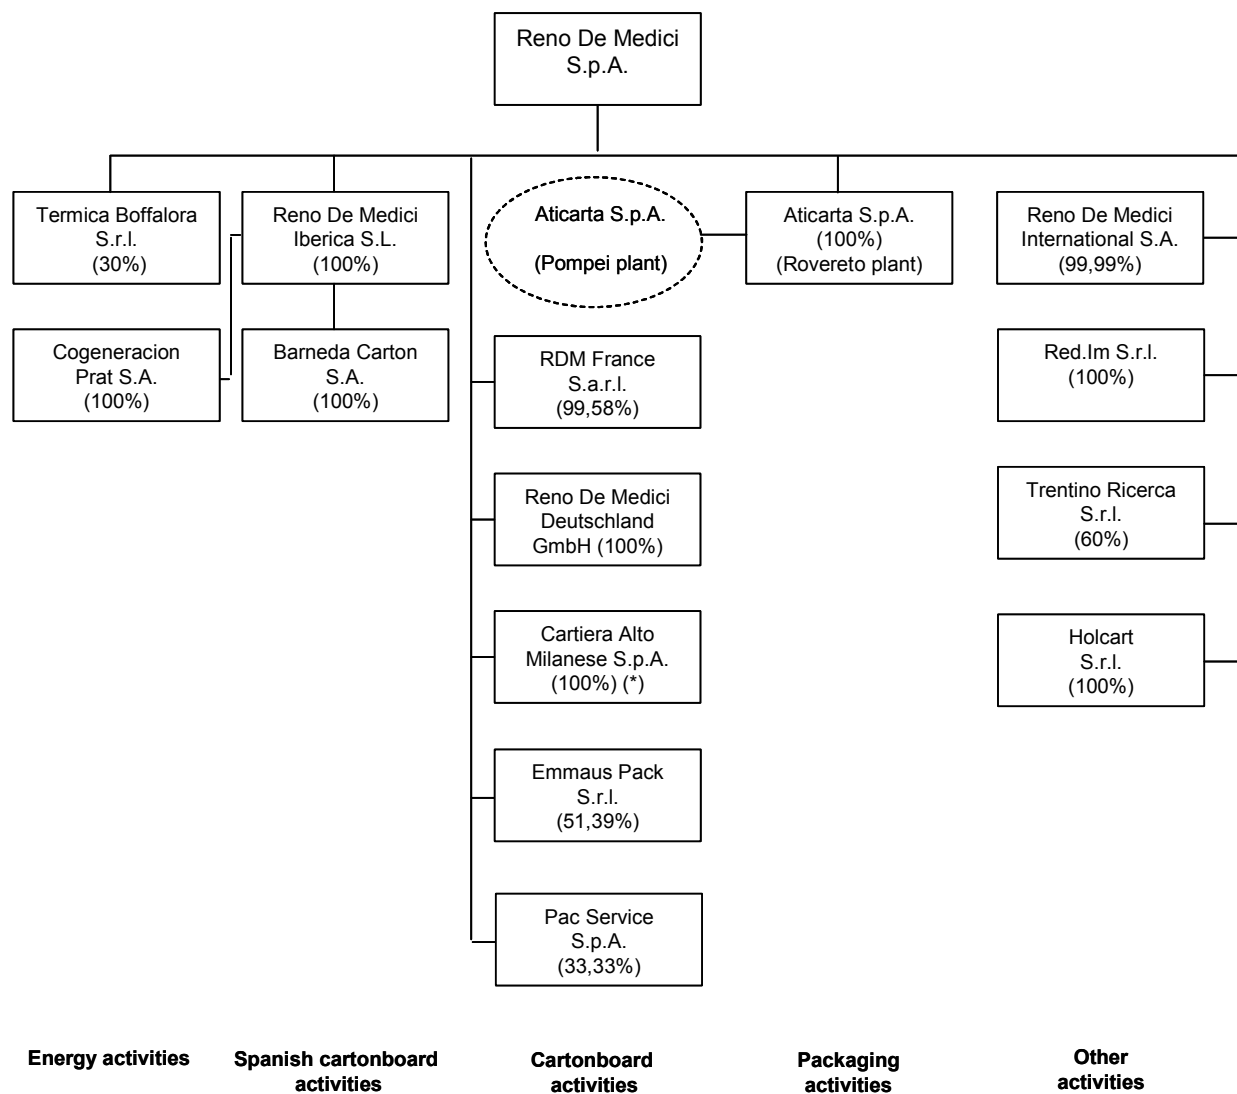 Reno De Medici
S.p.A.
Termica Boffalora
S.r.l.
(30%)
Reno De Medici
Iberica S.L.
(100%)
Aticarta S.p.A.
(Pompei plant)
Aticarta S.p.A.
(100%)
(Rovereto plant)
Reno De Medici
International S.A.
(99,99%)
Cogeneracion
Prat S.A.
(100%)
Barneda Carton
S.A.
(100%)
RDM France
S.a.r.l.
(99,58%)
Red.Im S.r.l.
(100%)
Reno De Medici
Deutschland
GmbH (100%)
Trentino Ricerca
S.r.l.
(60%)
Cartiera Alto
Milanese S.p.A.
(100%) (*)
Holcart
S.r.l.
(100%)
Emmaus Pack
S.r.l.
(51,39%)
Pac Service
S.p.A.
(33,33%)
Energy activities
Spanish cartonboard
activities
Cartonboard
activities
Packaging
activities
Other
activities